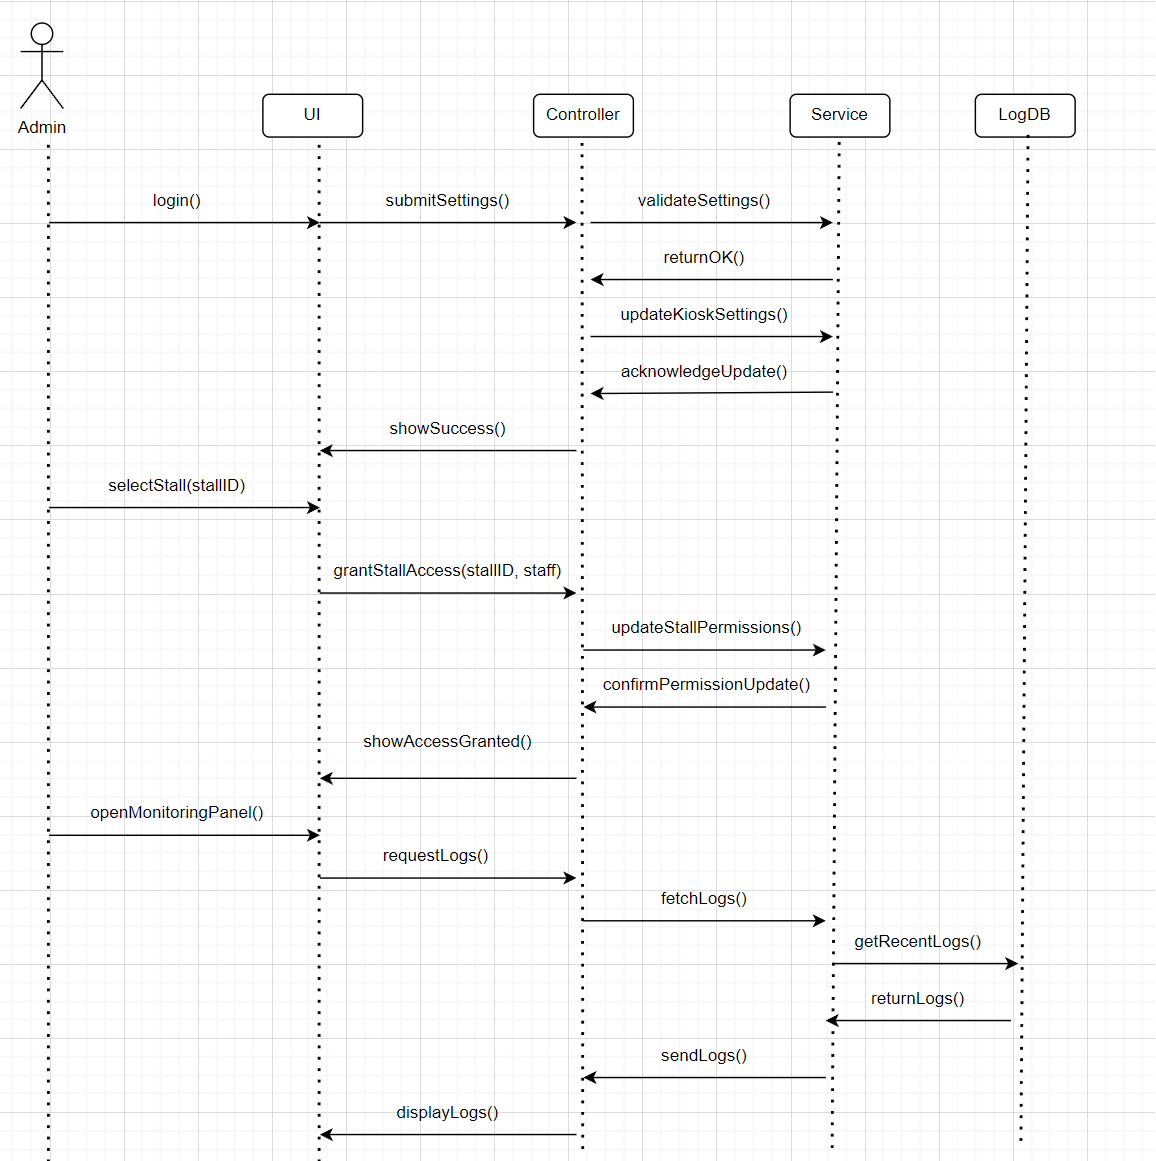 Admin
UI
Controller
Service
LogDB
login()
submitSettings()
validateSettings()
returnOK()
updateKioskSettings()
acknowledgeUpdate()
showSuccess()
selectStall(stallID)
grantStallAccess(stallID, staff)
updateStallPermissions()
confirmPermissionUpdate()
showAccessGranted()
openMonitoringPanel()
requestLogs()
fetchLogs()
getRecentLogs()
returnLogs()
sendLogs()
displayLogs()